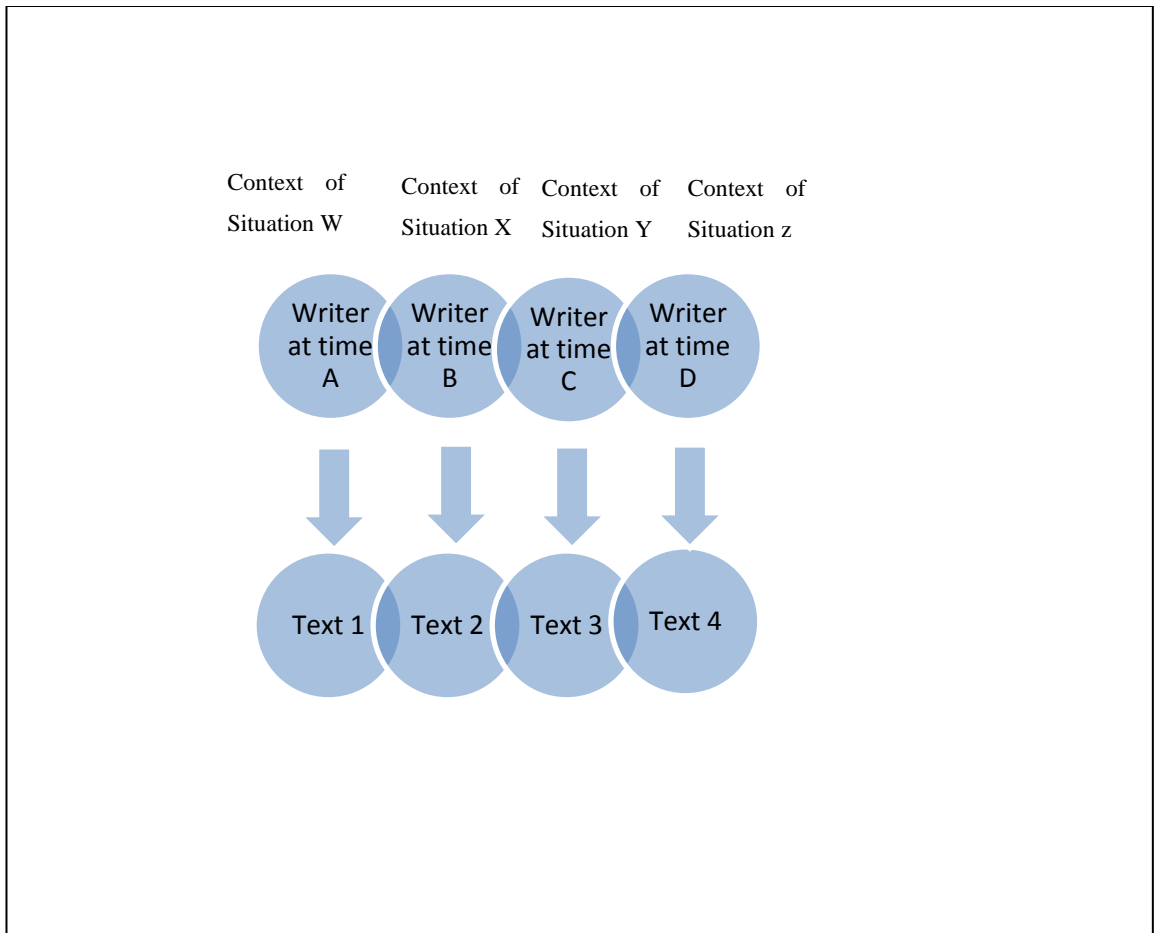 Context of
Situation W
Context of
Situation X
Context of
Situation Y
Context of
Situation z
Writer
at time
A
Writer
at time
B
Writer
at time
C
Writer
at time
D
Text 1
Text 2
Text 3
Text 4